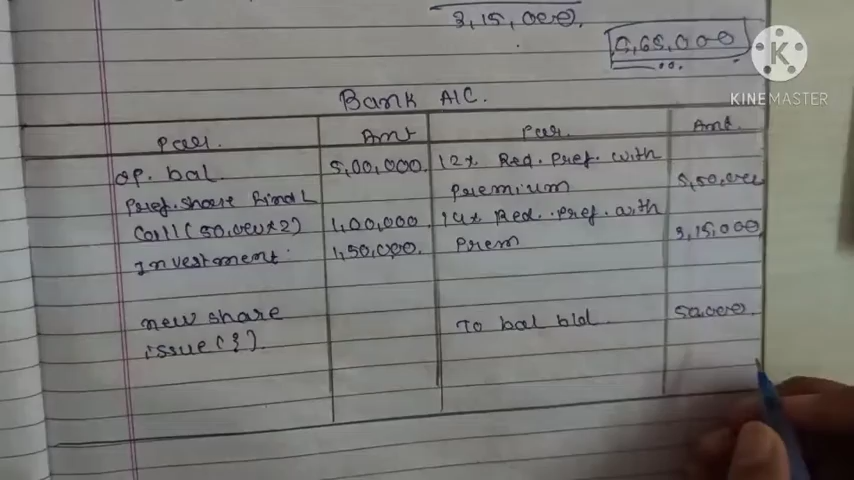 3,15,000.
5,65,000
K
KINEMASTER
Bank A/C.
Par. Amt Par. Amt.
op. bal 5,00,000. 12% Red. Pref. with
Pref. share Final premium 5,50,000
Call (50,000×2) 1,00,000 14% Red. Pref. with
Investment. 1,50,000. Prem 3,15,000
new share To bal b/d 50,000.
issue (?)